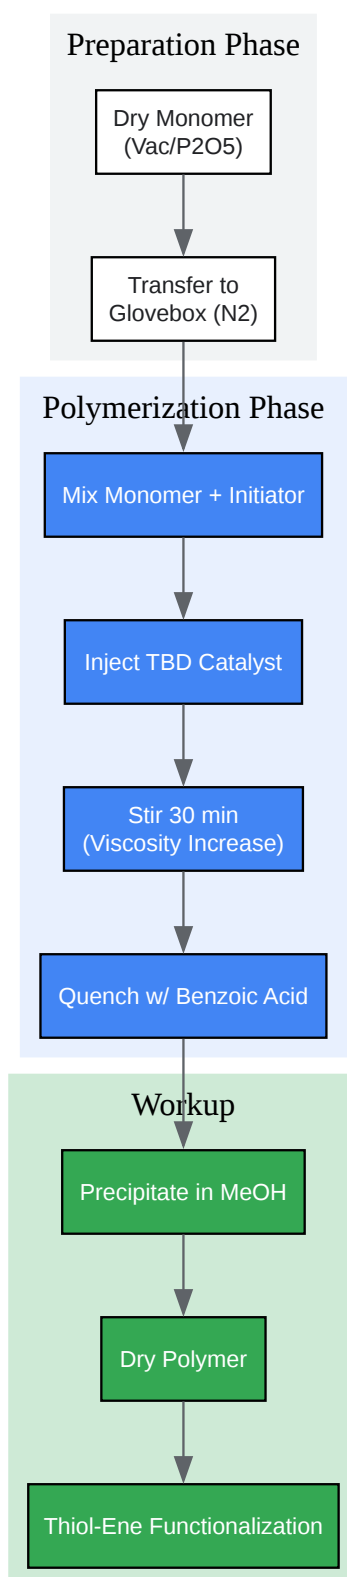 Preparation Phase
Dry Monomer
(Vac/P2O5)
Transfer to
Glovebox (N2)
Polymerization Phase
Mix Monomer + Initiator
Inject TBD Catalyst
Stir 30 min
(Viscosity Increase)
Quench w/ Benzoic Acid
Workup
Precipitate in MeOH
Dry Polymer
Thiol-Ene Functionalization